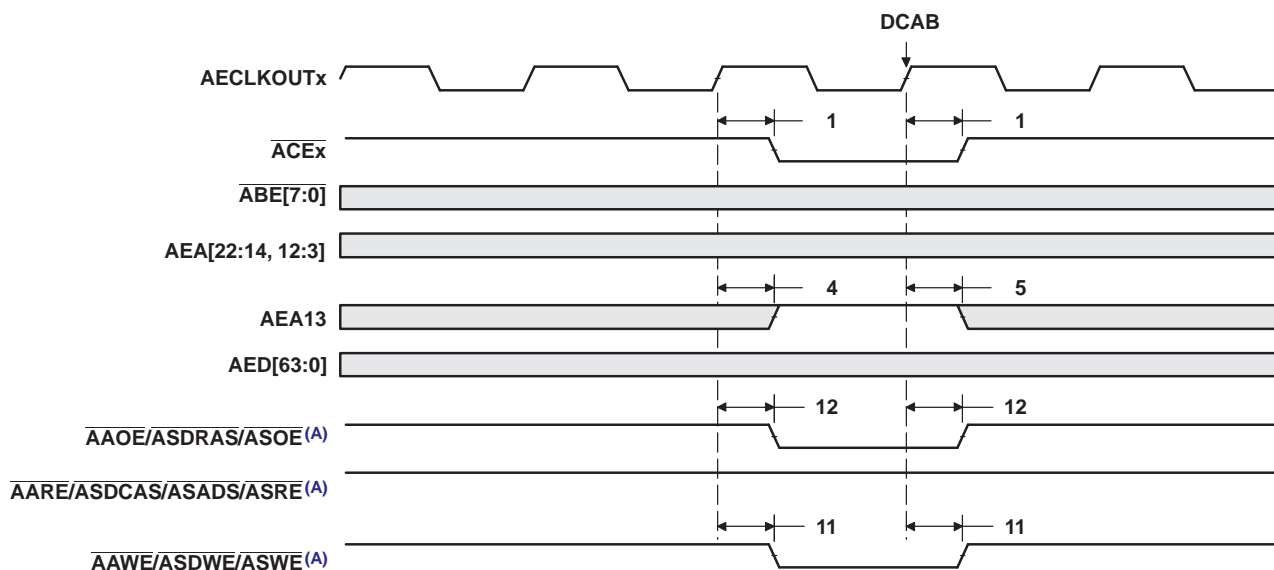 DCAB
AECLKOUTx
1 1
ACEx
ABE[7:0]
AEA[22:14, 12:3]
4 5
AEA13
AED[63:0]
12 12
AAOE/ASDRAS/ASOE(A)
AARE/ASDCAS/ASADS/ASRE(A)
11 11
AAWE/ASDWE/ASWE(A)